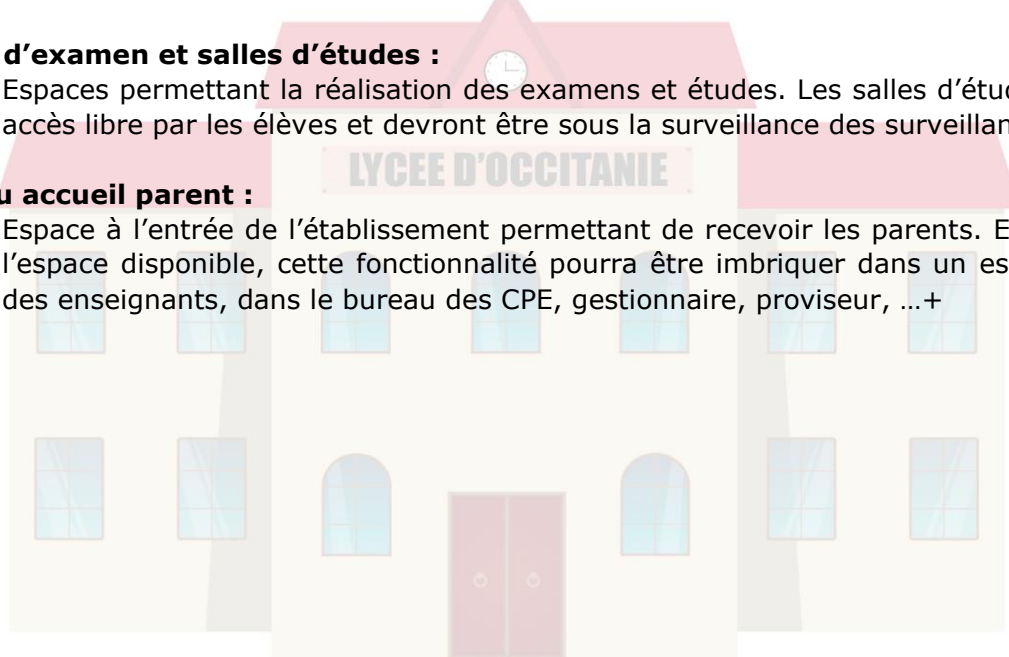 d’examen et salles d’études :
Espaces permettant la réalisation des examens et études. Les salles d’étu
accès libre par les élèves et devront être sous la surveillance des surveillan
LYCEE D’OCCITANIE
u accueil parent :
Espace à l’entrée de l’établissement permettant de recevoir les parents. E
l’espace disponible, cette fonctionnalité pourra être imbriquer dans un es
des enseignants, dans le bureau des CPE, gestionnaire, proviseur, …+